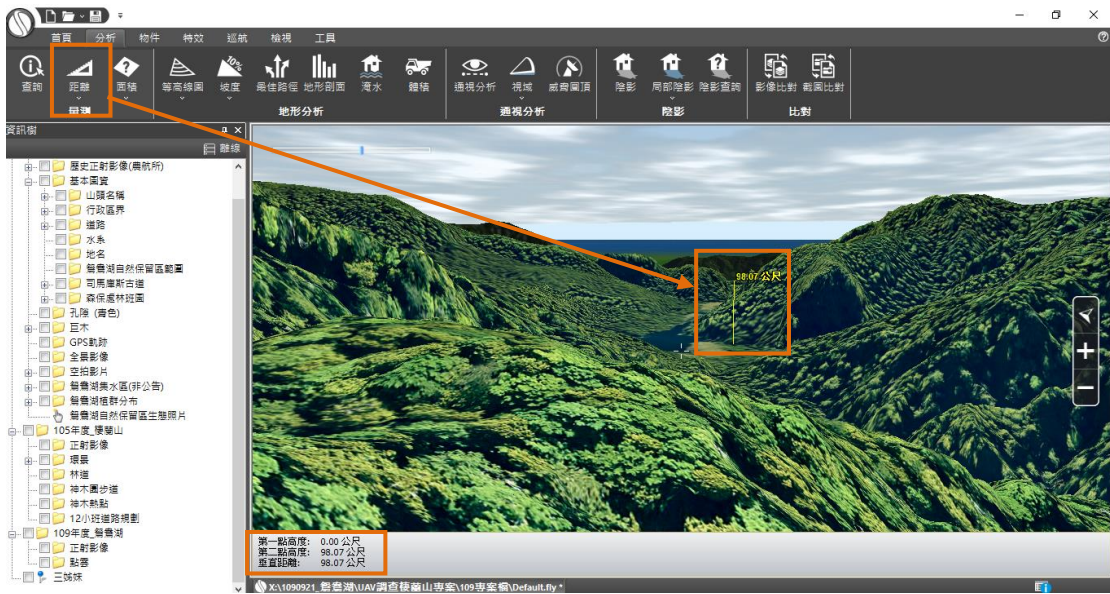 首頁 分析 物件 特效 巡航 檢視 工具
查詢 距離 面積 等高線圖 坡度 最佳路徑 地形剖面 淹水 體積 通視分析 視域 威脅圓頂 陰影 局部陰影 陰影查詢 影像比對 截圖比對
10%
量測 地形分析 通視分析 陰影 比對
資訊樹
離線
歷史正射影像(農航所)
基本圖資
山頭名稱
行政區界
道路
水系
地名
鴛鴦湖自然保留區範圍
司馬庫斯古道
森保處林班圖
孔隙 (青色)
巨木
GPS軌跡
全景影像
空拍影片
鴛鴦湖集水區(非公告)
鴛鴦湖植群分布
鴛鴦湖自然保留區生態照片
105年度_棲蘭山
正射影像
環景
林道
神木園步道
神木熱點
12小班道路規劃
109年度_鴛鴦湖
正射影像
點雲
三姊妹
98.07 公尺
第一點高度: 0.00 公尺
第二點高度: 98.07 公尺
垂直距離: 98.07 公尺
X:\1090921_鴛鴦湖\UAV調查棲蘭山專案\109專案檔\Default.fly *